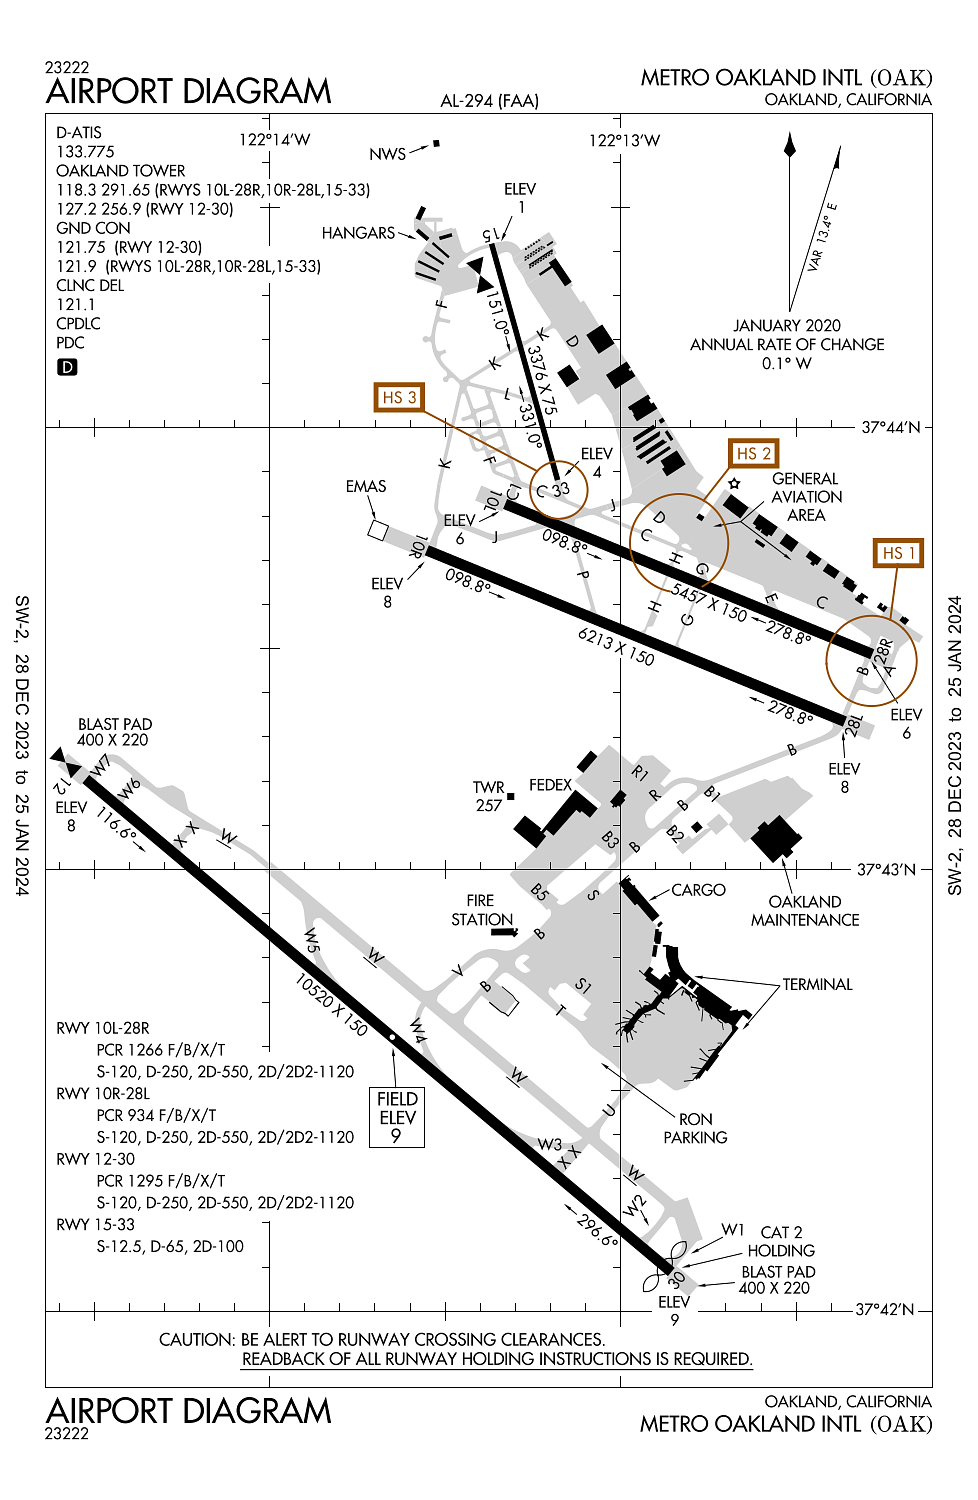 23222
AIRPORT DIAGRAM
AL-294 (FAA)
METRO OAKLAND INTL (OAK)
OAKLAND, CALIFORNIA
D-ATIS
133.775
OAKLAND TOWER
118.3 291.65 (RWYS 10L-28R,10R-28L,15-33)
127.2 256.9 (RWY 12-30)
GND CON
121.75 (RWY 12-30)
121.9 (RWYS 10L-28R,10R-28L,15-33)
CLNC DEL
121.1
CPDLC
PDC
D
122°14'W
122°13'W
NWS
HANGARS
ELEV
1
15
VAR 13.4° E
JANUARY 2020
ANNUAL RATE OF CHANGE
0.1° W
F
151.0°
K
D
3376 X 75
K
L
331.0°
HS 3
37°44'N
HS 2
ELEV
4
K
F
C
33
GENERAL
AVIATION
AREA
EMAS
10L
C1
J
D
ELEV
6
J
C
HS 1
10R
098.8°
H
G
ELEV
8
098.8°
P
5457 X 150
E
C
H
G
278.8°
6213 X 150
28R
B
A
278.8°
28L
ELEV
6
BLAST PAD
400 X 220
B
ELEV
8
W7
12
W6
ELEV
8
116.6°
X X
W
TWR
257
FEDEX
R1
R
B
B1
B3
B
B2
37°43'N
OAKLAND
MAINTENANCE
CARGO
B5
S
FIRE
STATION
B
W5
W
V
B
S1
T
TERMINAL
10520 X 150
W4
RWY 10L-28R
PCR 1266 F/B/X/T
S-120, D-250, 2D-550, 2D/2D2-1120
RWY 10R-28L
PCR 934 F/B/X/T
S-120, D-250, 2D-550, 2D/2D2-1120
RWY 12-30
PCR 1295 F/B/X/T
S-120, D-250, 2D-550, 2D/2D2-1120
RWY 15-33
S-12.5, D-65, 2D-100
FIELD
ELEV
9
W
U
RON
PARKING
W3
X X
W
W2
296.6°
W1
CAT 2
HOLDING
30
BLAST PAD
400 X 220
ELEV
9
37°42'N
CAUTION: BE ALERT TO RUNWAY CROSSING CLEARANCES.
READBACK OF ALL RUNWAY HOLDING INSTRUCTIONS IS REQUIRED.
AIRPORT DIAGRAM
23222
OAKLAND, CALIFORNIA
METRO OAKLAND INTL (OAK)
SW-2, 28 DEC 2023 to 25 JAN 2024
SW-2, 28 DEC 2023 to 25 JAN 2024